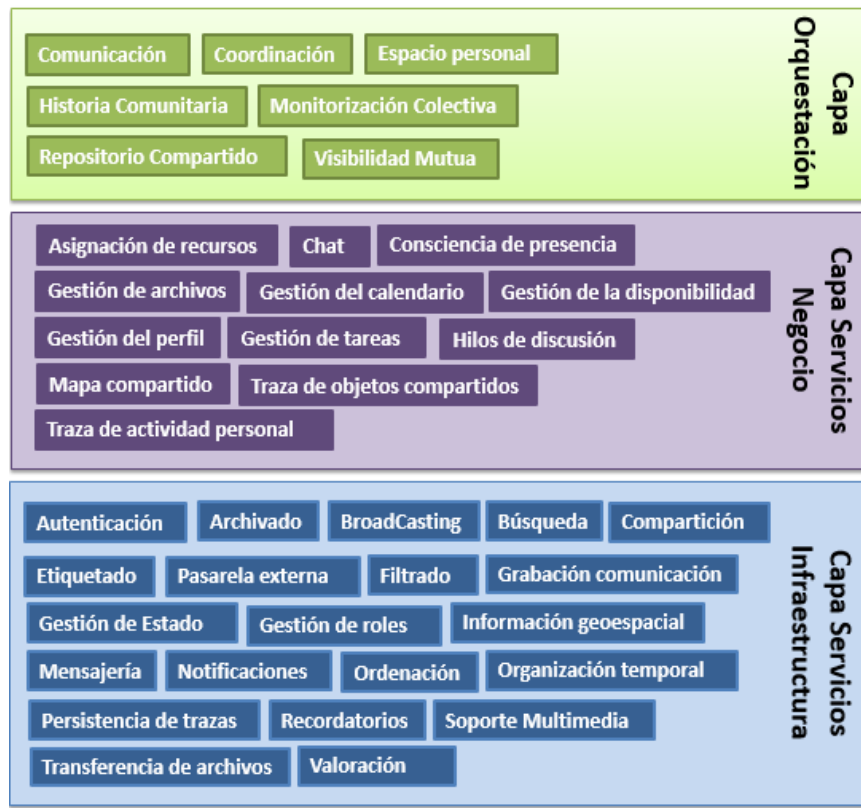 Comunicación Coordinación Espacio personal
Historia Comunitaria Monitorización Colectiva
Repositorio Compartido Visibilidad Mutua
Capa
Orquestación
Asignación de recursos Chat Consciencia de presencia
Gestión de archivos Gestión del calendario Gestión de la disponibilidad
Gestión del perfil Gestión de tareas Hilos de discusión
Mapa compartido Traza de objetos compartidos
Traza de actividad personal
Capa Servicios
Negocio
Autenticación Archivado BroadCasting Búsqueda Compartición
Etiquetado Pasarela externa Filtrado Grabación comunicación
Gestión de Estado Gestión de roles Información geoespacial
Mensajería Notificaciones Ordenación Organización temporal
Persistencia de trazas Recordatorios Soporte Multimedia
Transferencia de archivos Valoración
Capa Servicios
Infraestructura